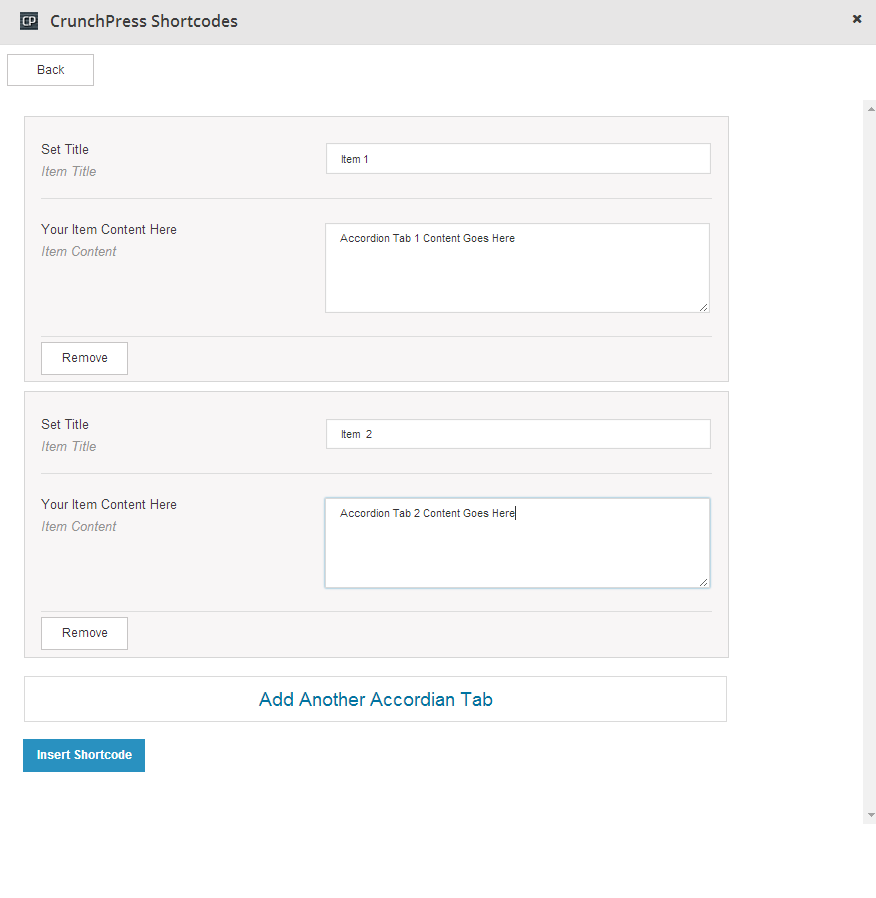 CP CrunchPress Shortcodes ×
Back
Set Title
Item 1
Item Title
Your Item Content Here
Accordion Tab 1 Content Goes Here
Item Content
Remove
Set Title
Item  2
Item Title
Your Item Content Here
Accordion Tab 2 Content Goes Here
Item Content
Remove
Add Another Accordian Tab
Insert Shortcode